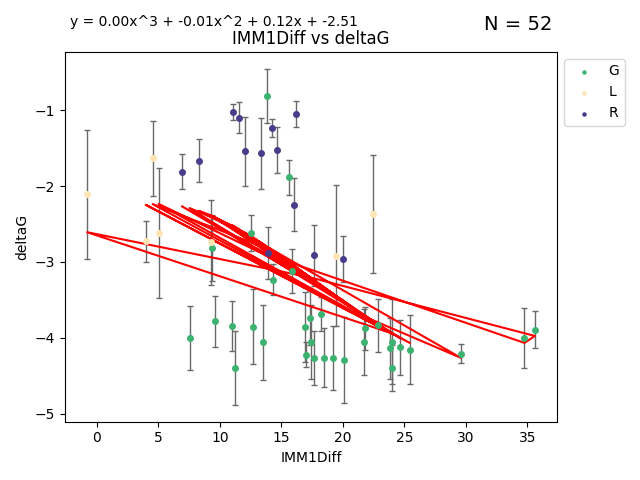 y = 0.00x^3 + -0.01x^2 + 0.12x + -2.51
N = 52
IMM1Diff vs deltaG
G
L
R
deltaG
−1
−2
−3
−4
−5
0 5 10 15 20 25 30 35
IMM1Diff